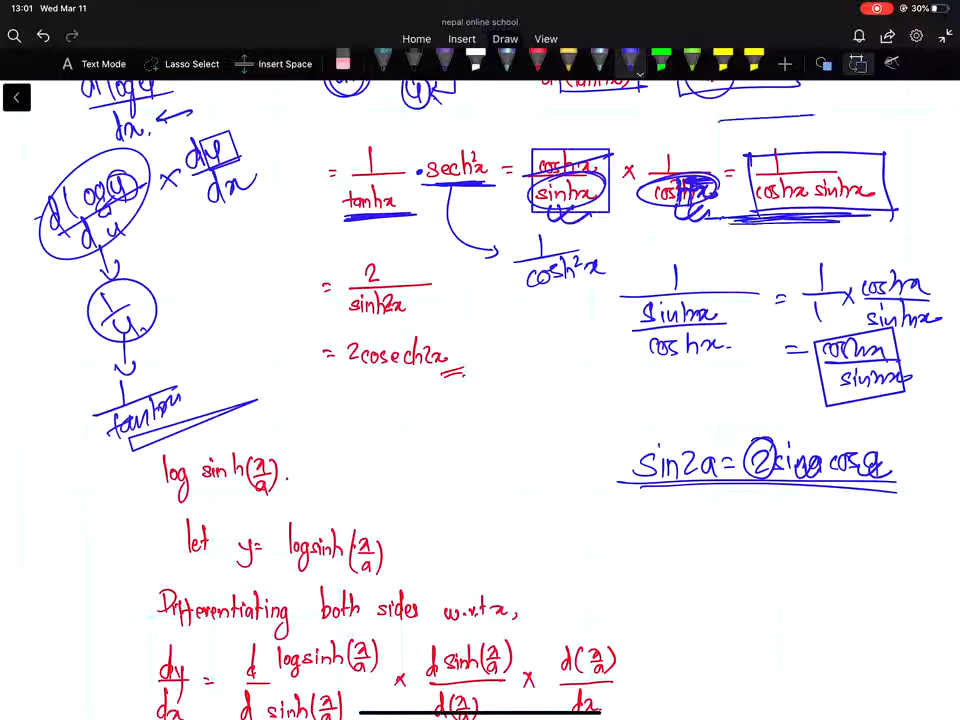 13:01 Wed Mar 11
30%
nepal online school
Home Insert Draw View
Text Mode Lasso Select Insert Space
d logy/dx
d logy/dy × dy/dx
= 1/tanhx · sech²x = coshx/sinhx × 1/cosh²x = 1/coshx sinhx
1/cosh²x
1/y
= 2/sinh2x
1/(sinhx/coshx) = 1/1 × coshx/sinhx
= 2cosech2x
= coshx/sinhx
1/tanhx
log sinh(x/a).
sin2a = 2sina cosa
let y = logsinh(x/a)
Differentiating both sides w.r.t x,
dy/dx = d logsinh(x/a)/d sinh(x/a) × d sinh(x/a)/d(x/a) × d(x/a)/dx